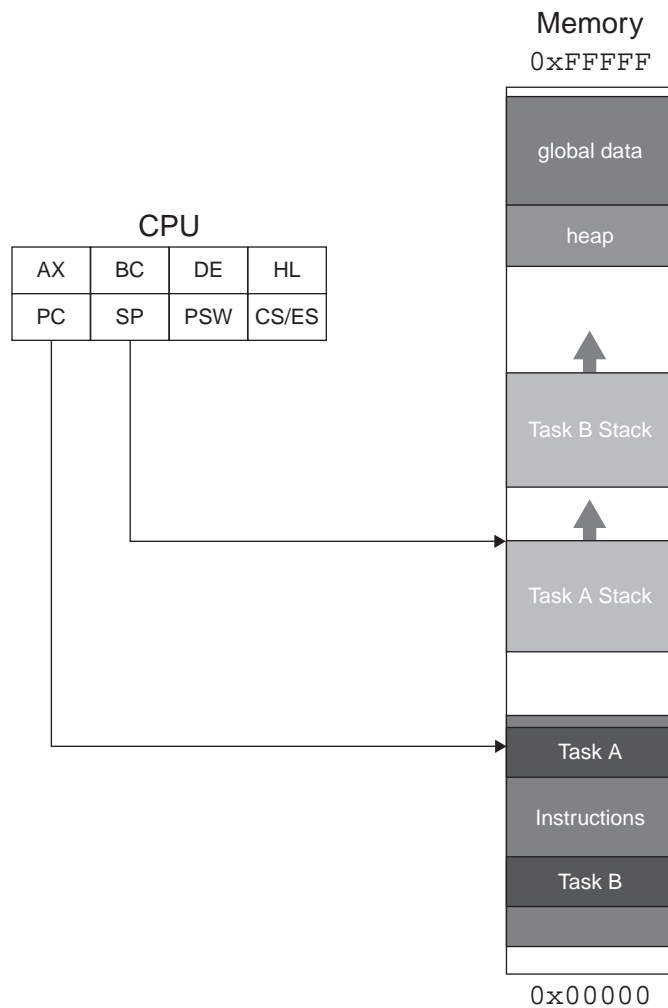 Memory
0xFFFFF
global data
heap
CPU
AX BC DE HL
PC SP PSW CS/ES
Task B Stack
Task A Stack
Task A
Instructions
Task B
0x00000